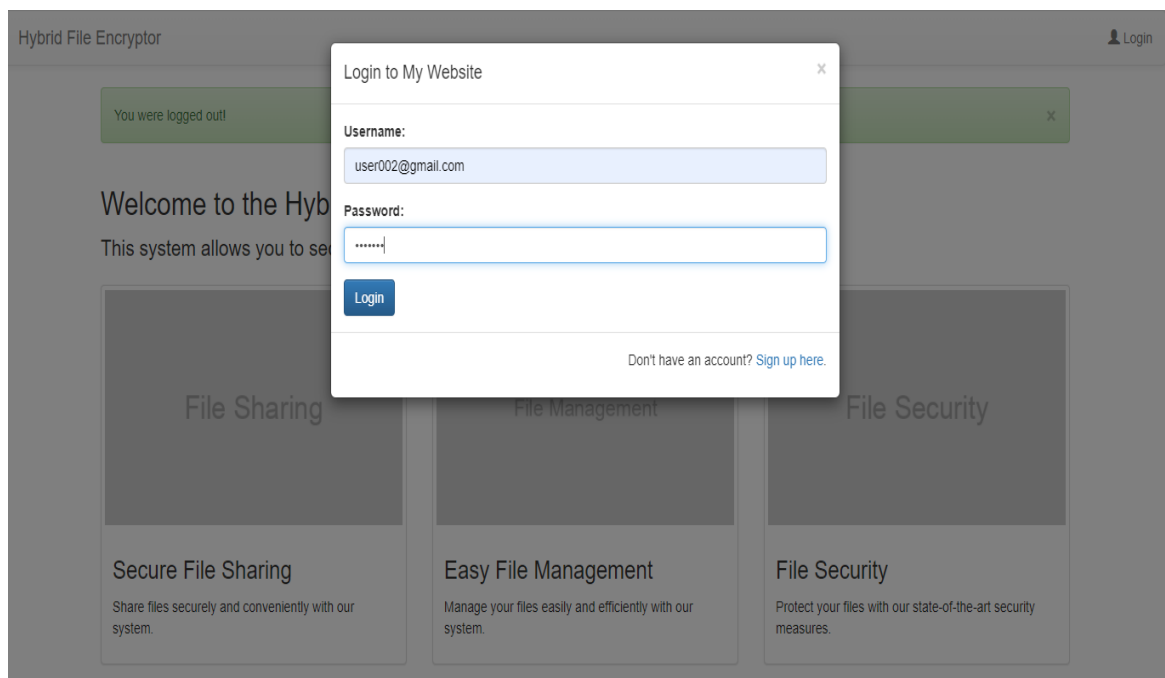 Hybrid File Encryptor
Login
Login to My Website
×
You were logged out!
×
Username:
user002@gmail.com
Welcome to the Hyb
Password:
This system allows you to se
•••••••
Login
Don't have an account? Sign up here.
File Sharing
File Management
File Security
Secure File Sharing
Share files securely and conveniently with our
system.
Easy File Management
Manage your files easily and efficiently with our
system.
File Security
Protect your files with our state-of-the-art security
measures.